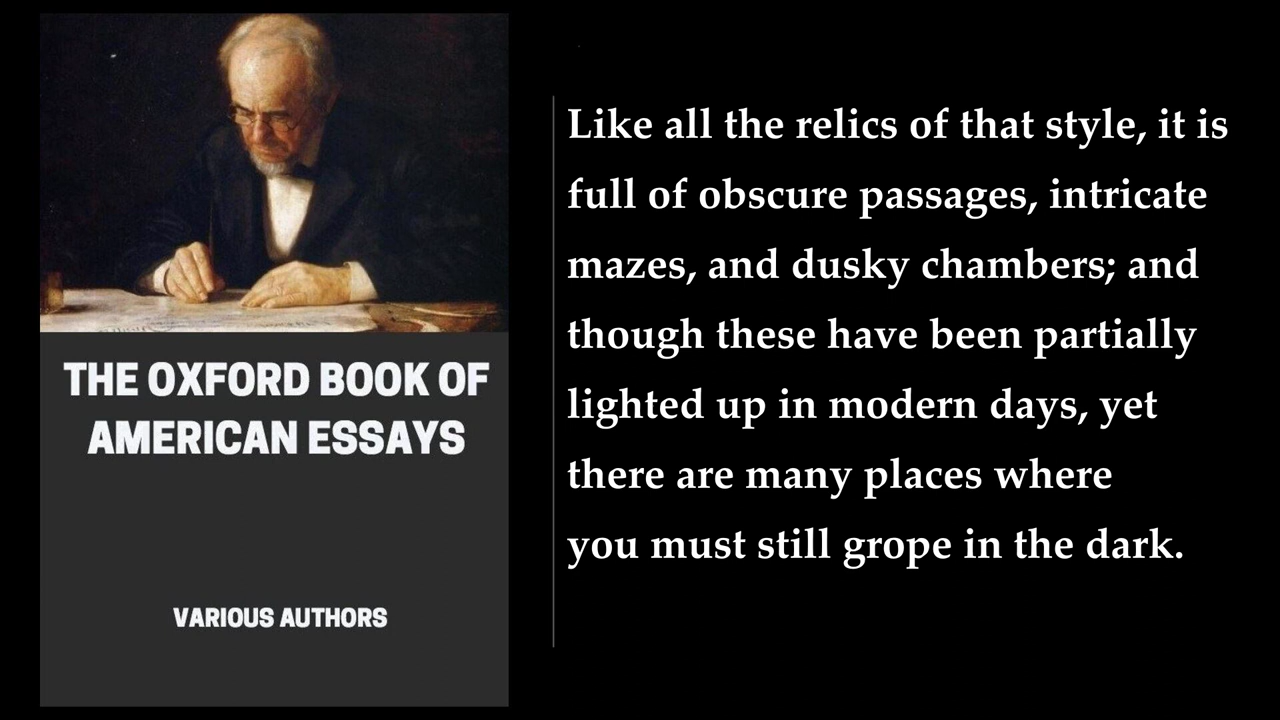 THE OXFORD BOOK OF
AMERICAN ESSAYS
VARIOUS AUTHORS
Like all the relics of that style, it is
full of obscure passages, intricate
mazes, and dusky chambers; and
though these have been partially
lighted up in modern days, yet
there are many places where
you must still grope in the dark.